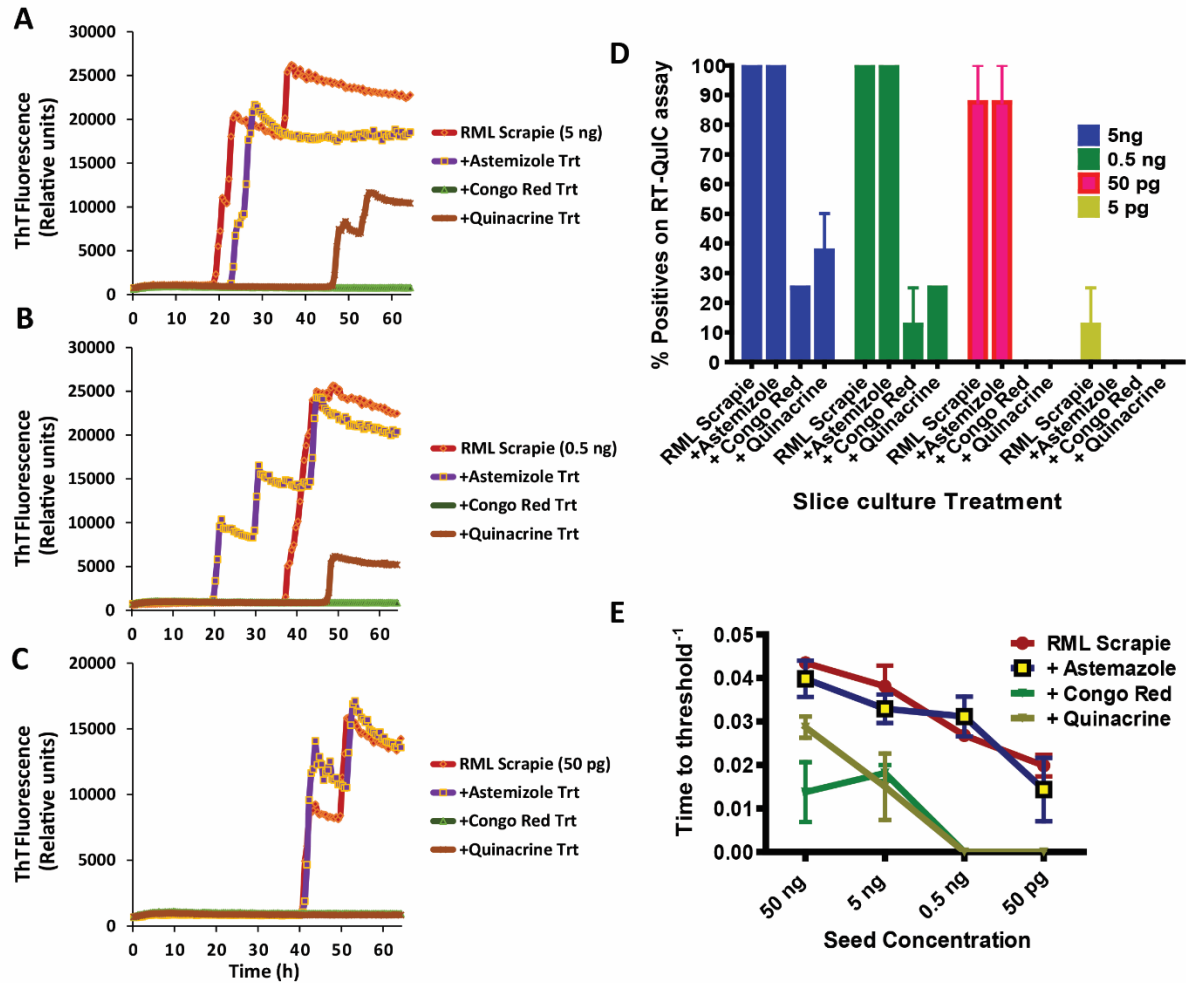 A
ThTFluorescence
(Relative units)
30000
25000
20000
15000
10000
5000
0
0 10 20 30 40 50 60
RML Scrapie (5 ng)
+Astemizole Trt
+Congo Red Trt
+Quinacrine Trt
B
ThTFluorescence
(Relative units)
30000
25000
20000
15000
10000
5000
0
0 10 20 30 40 50 60
RML Scrapie (0.5 ng)
+Astemizole Trt
+Congo Red Trt
+Quinacrine Trt
C
ThTFluorescence
(Relative units)
20000
15000
10000
5000
0
0 10 20 30 40 50 60
Time (h)
RML Scrapie (50 pg)
+Astemizole Trt
+Congo Red Trt
+Quinacrine Trt
D
% Positives on RT-QuIC assay
100
90
80
70
60
50
40
30
20
10
0
5ng
0.5 ng
50 pg
5 pg
RML Scrapie
+Astemizole
+ Congo Red
+ Quinacrine
RML Scrapie
+Astemizole
+ Congo Red
+ Quinacrine
RML Scrapie
+Astemizole
+ Congo Red
+ Quinacrine
RML Scrapie
+Astemizole
+ Congo Red
+ Quinacrine
Slice culture Treatment
E
Time to threshold-1
0.05
0.04
0.03
0.02
0.01
0.00
RML Scrapie
+ Astemazole
+ Congo Red
+ Quinacrine
50 ng
5 ng
0.5 ng
50 pg
Seed Concentration